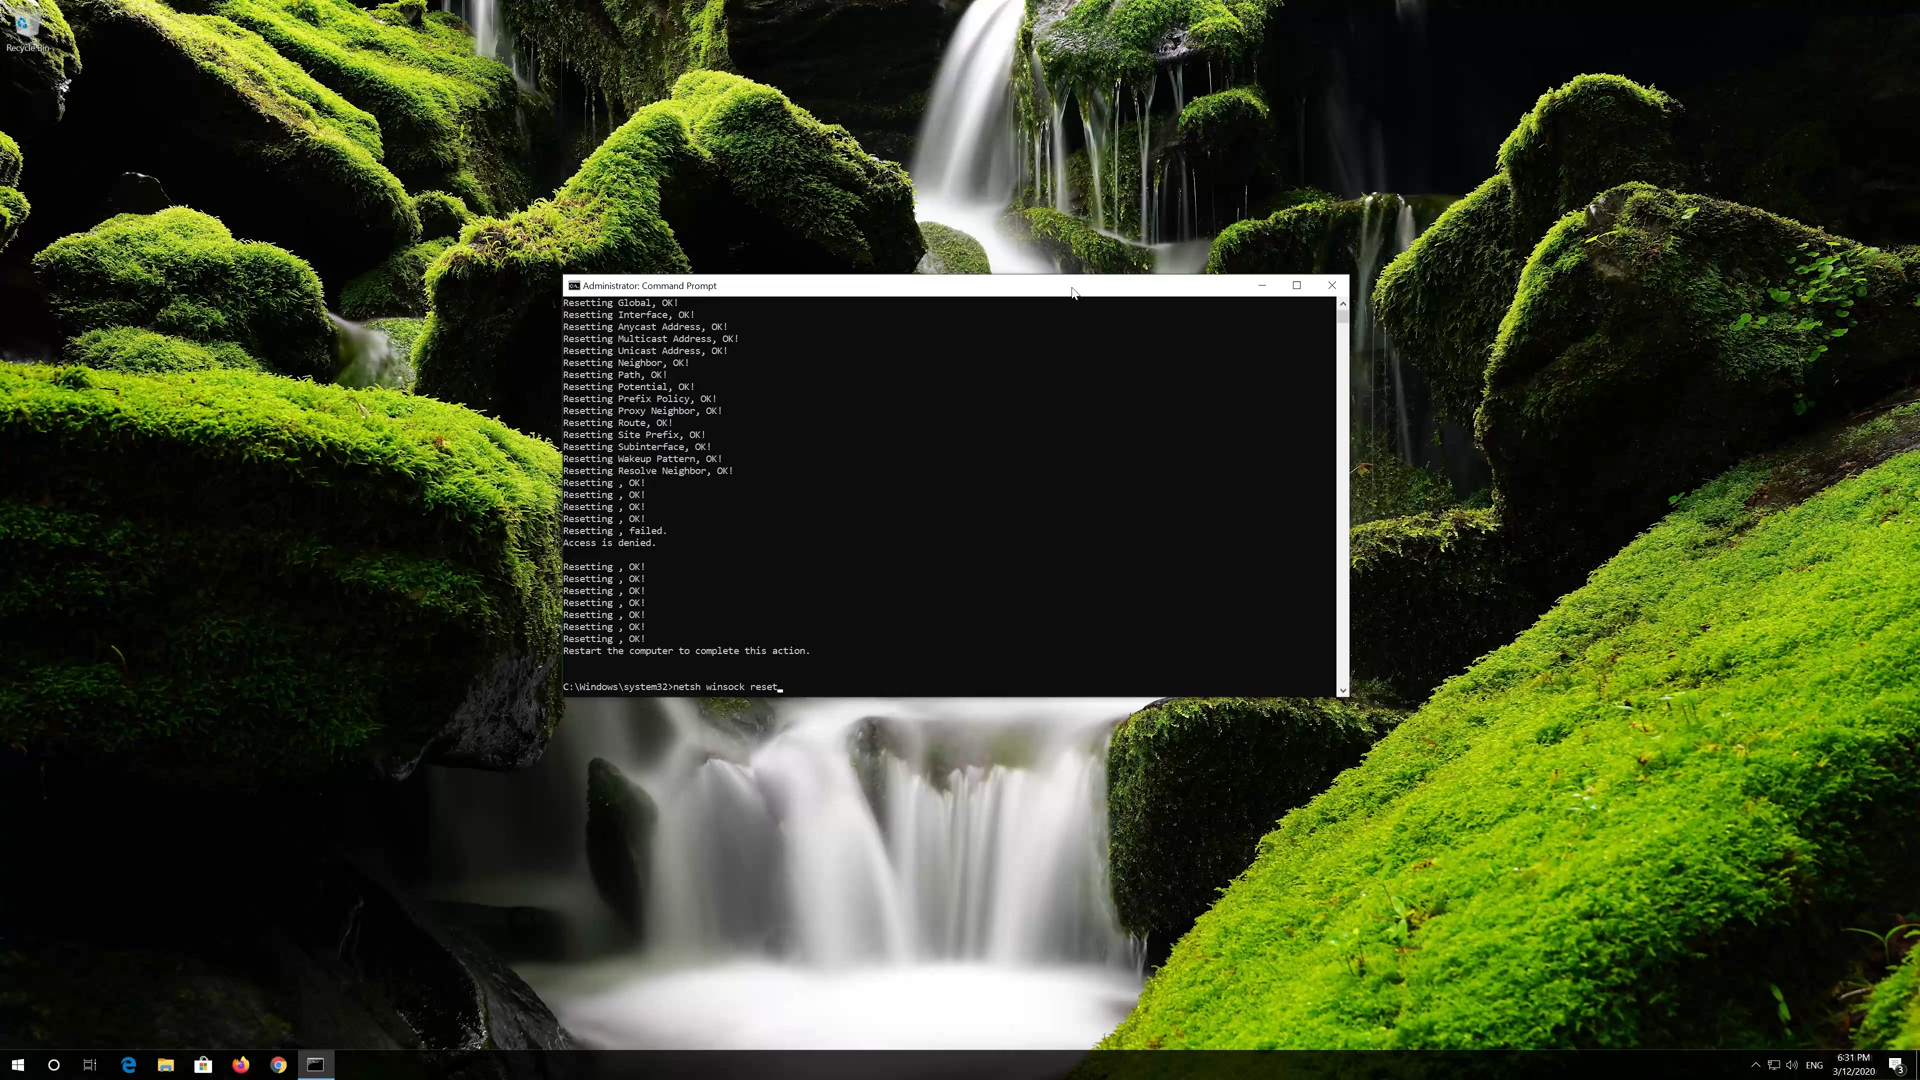 Recycle Bin
Administrator: Command Prompt
Resetting Global, OK!
Resetting Interface, OK!
Resetting Anycast Address, OK!
Resetting Multicast Address, OK!
Resetting Unicast Address, OK!
Resetting Neighbor, OK!
Resetting Path, OK!
Resetting Potential, OK!
Resetting Prefix Policy, OK!
Resetting Proxy Neighbor, OK!
Resetting Route, OK!
Resetting Site Prefix, OK!
Resetting Subinterface, OK!
Resetting Wakeup Pattern, OK!
Resetting Resolve Neighbor, OK!
Resetting , OK!
Resetting , OK!
Resetting , OK!
Resetting , OK!
Resetting , failed.
Access is denied.
Resetting , OK!
Resetting , OK!
Resetting , OK!
Resetting , OK!
Resetting , OK!
Resetting , OK!
Resetting , OK!
Restart the computer to complete this action.
C:\Windows\system32>netsh winsock reset
ENG
6:31 PM
3/12/2020
3